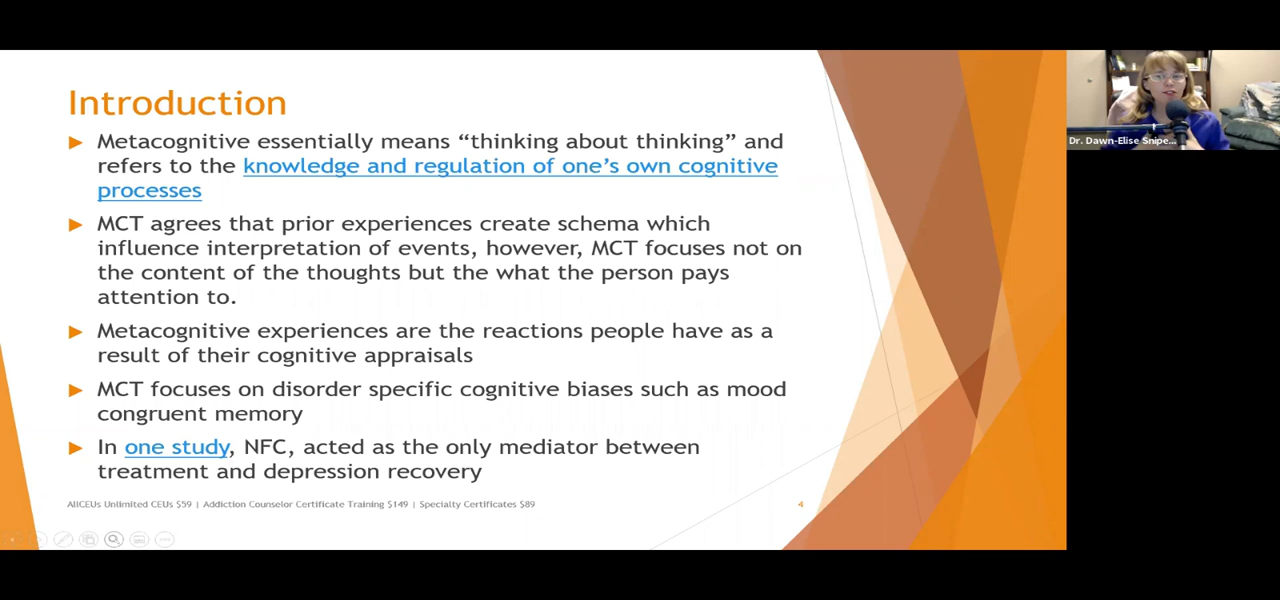 Introduction
Metacognitive essentially means “thinking about thinking” and
refers to the knowledge and regulation of one’s own cognitive
processes
MCT agrees that prior experiences create schema which
influence interpretation of events, however, MCT focuses not on
the content of the thoughts but the what the person pays
attention to.
Metacognitive experiences are the reactions people have as a
result of their cognitive appraisals
MCT focuses on disorder specific cognitive biases such as mood
congruent memory
In one study, NFC, acted as the only mediator between
treatment and depression recovery
AllCEUs Unlimited CEUs $59 | Addiction Counselor Certificate Training $149 | Specialty Certificates $89
4
Dr. Dawn-Elise Snipe...